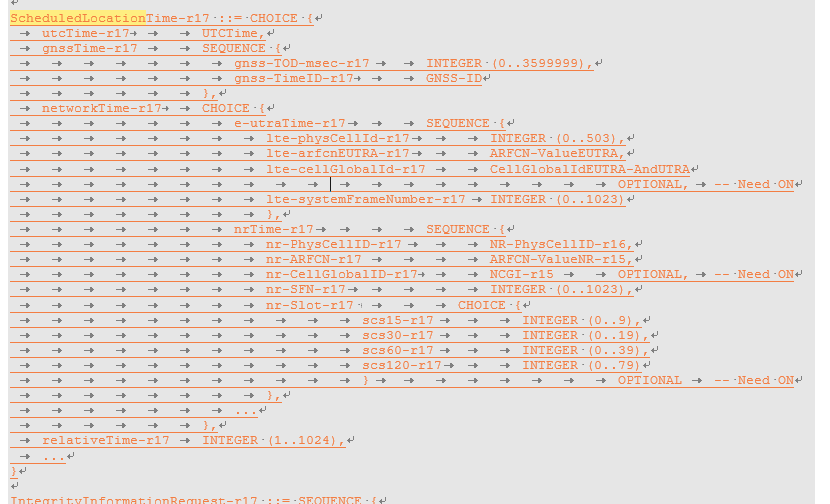 ScheduledLocationTime-r17 ::= CHOICE {
utcTime-r17 UTCTime,
gnssTime-r17 SEQUENCE {
gnss-TOD-msec-r17 INTEGER (0..3599999),
gnss-TimeID-r17 GNSS-ID
},
networkTime-r17 CHOICE {
e-utraTime-r17 SEQUENCE {
lte-physCellId-r17 INTEGER (0..503),
lte-arfcnEUTRA-r17 ARFCN-ValueEUTRA,
lte-cellGlobalId-r17 CellGlobalIdEUTRA-AndUTRA
OPTIONAL, -- Need ON
lte-systemFrameNumber-r17 INTEGER (0..1023)
},
nrTime-r17 SEQUENCE {
nr-PhysCellID-r17 NR-PhysCellID-r16,
nr-ARFCN-r17 ARFCN-ValueNR-r15,
nr-CellGlobalID-r17 NCGI-r15 OPTIONAL, -- Need ON
nr-SFN-r17 INTEGER (0..1023),
nr-Slot-r17 CHOICE {
scs15-r17 INTEGER (0..9),
scs30-r17 INTEGER (0..19),
scs60-r17 INTEGER (0..39),
scs120-r17 INTEGER (0..79)
} OPTIONAL -- Need ON
},
...
},
relativeTime-r17 INTEGER (1..1024),
...
}
IntegrityInformationRequest-r17 ::= SEQUENCE {